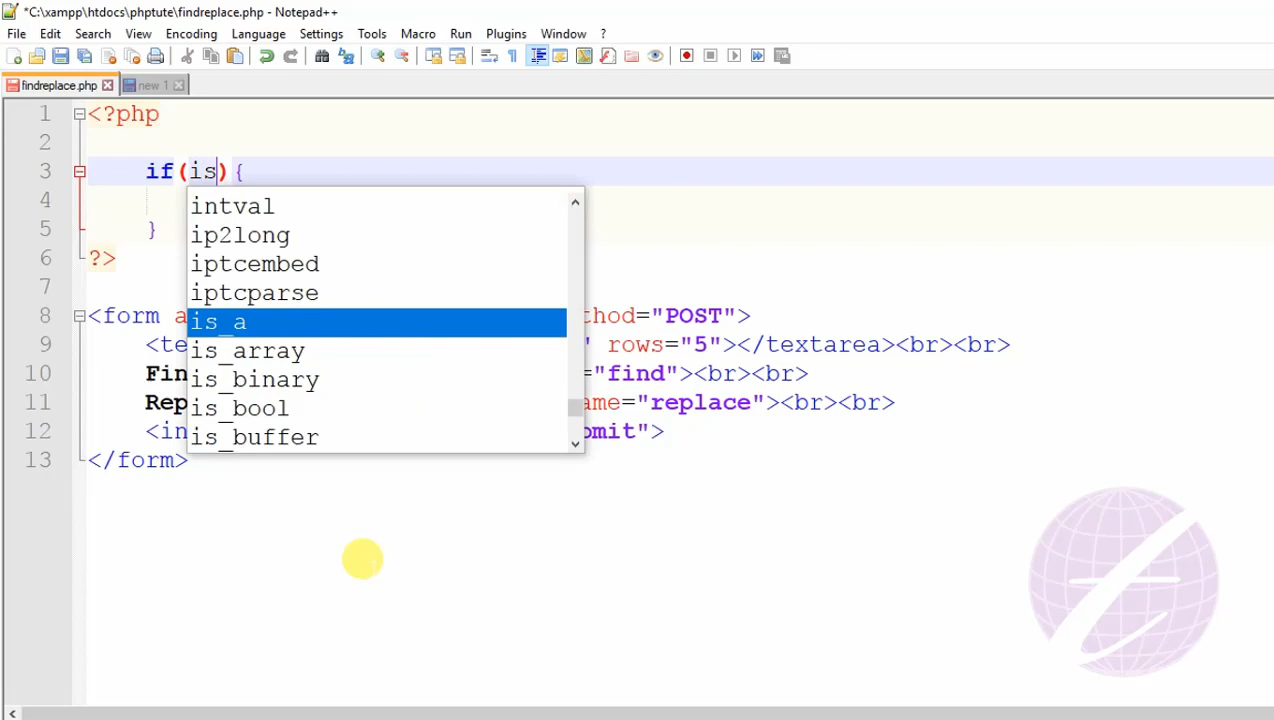 *C:\xampp\htdocs\phptute\findreplace.php - Notepad++
File Edit Search View Encoding Language Settings Tools Macro Run Plugins Window ?
findreplace.php new 1
1 <?php
2
3 if(is){
4
5 }
6 ?>
7
8 <form a thod="POST">
9 <te " rows="5"></textarea><br><br>
10 Fin ="find"><br><br>
11 Rep ame="replace"><br><br>
12 <in omit">
13 </form>
intval
ip2long
iptcembed
iptcparse
is_a
is_array
is_binary
is_bool
is_buffer